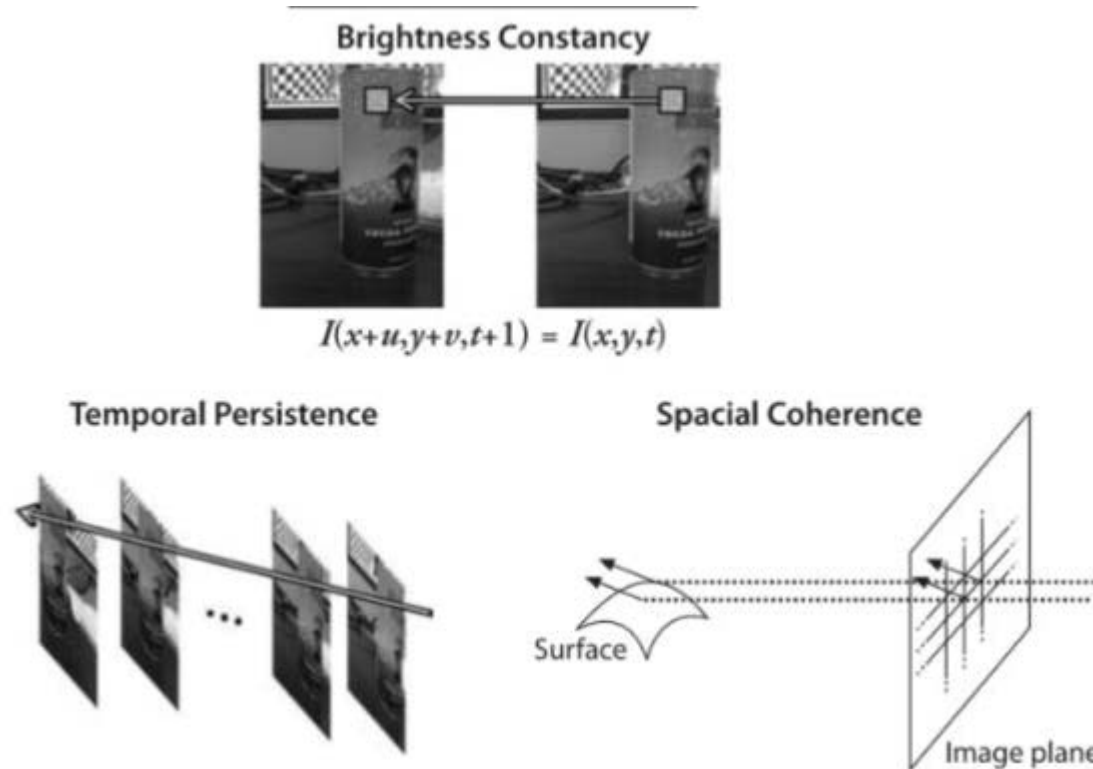 Brightness Constancy
I(x+u,y+v,t+1) = I(x,y,t)
Temporal Persistence
Spacial Coherence
Surface
Image plane